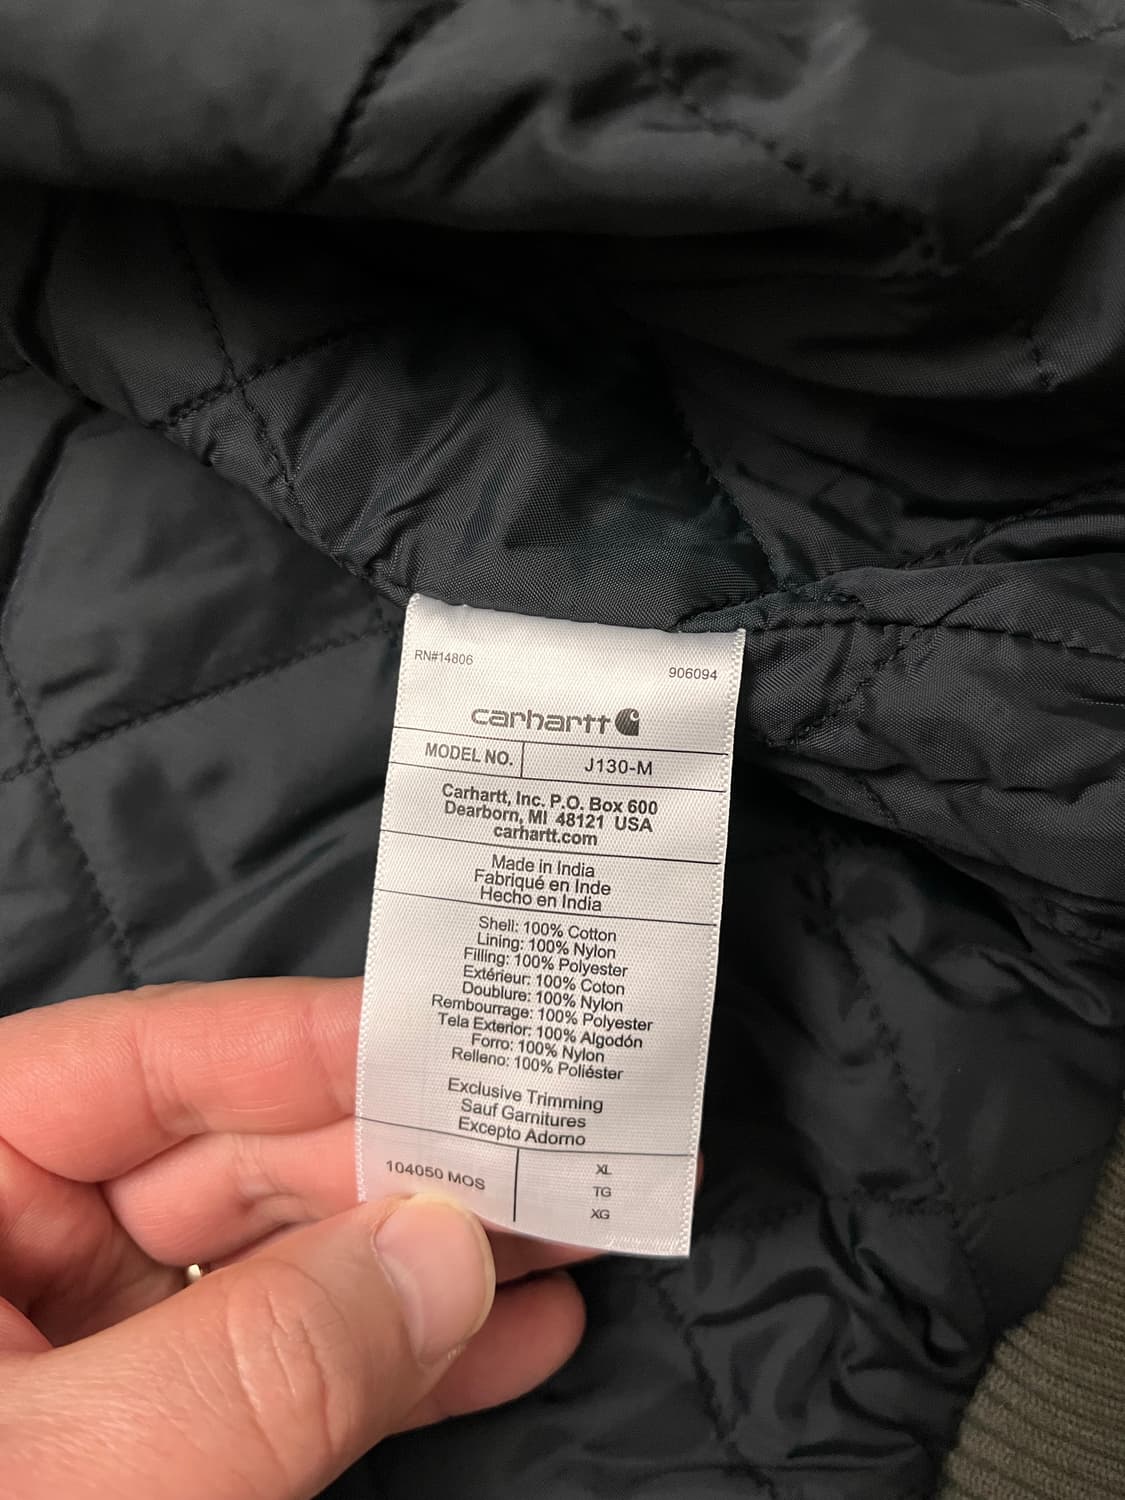 RN#14806 906094
carhartt
MODEL NO. J130-M
Carhartt, Inc. P.O. Box 600
Dearborn, MI 48121 USA
carhartt.com
Made in India
Fabriqué en Inde
Hecho en India
Shell: 100% Cotton
Lining: 100% Nylon
Filling: 100% Polyester
Extérieur: 100% Coton
Doublure: 100% Nylon
Rembourrage: 100% Polyester
Tela Exterior: 100% Algodón
Forro: 100% Nylon
Relleno: 100% Poliéster
Exclusive Trimming
Sauf Garnitures
Excepto Adorno
104050 MOS
XL
TG
XG